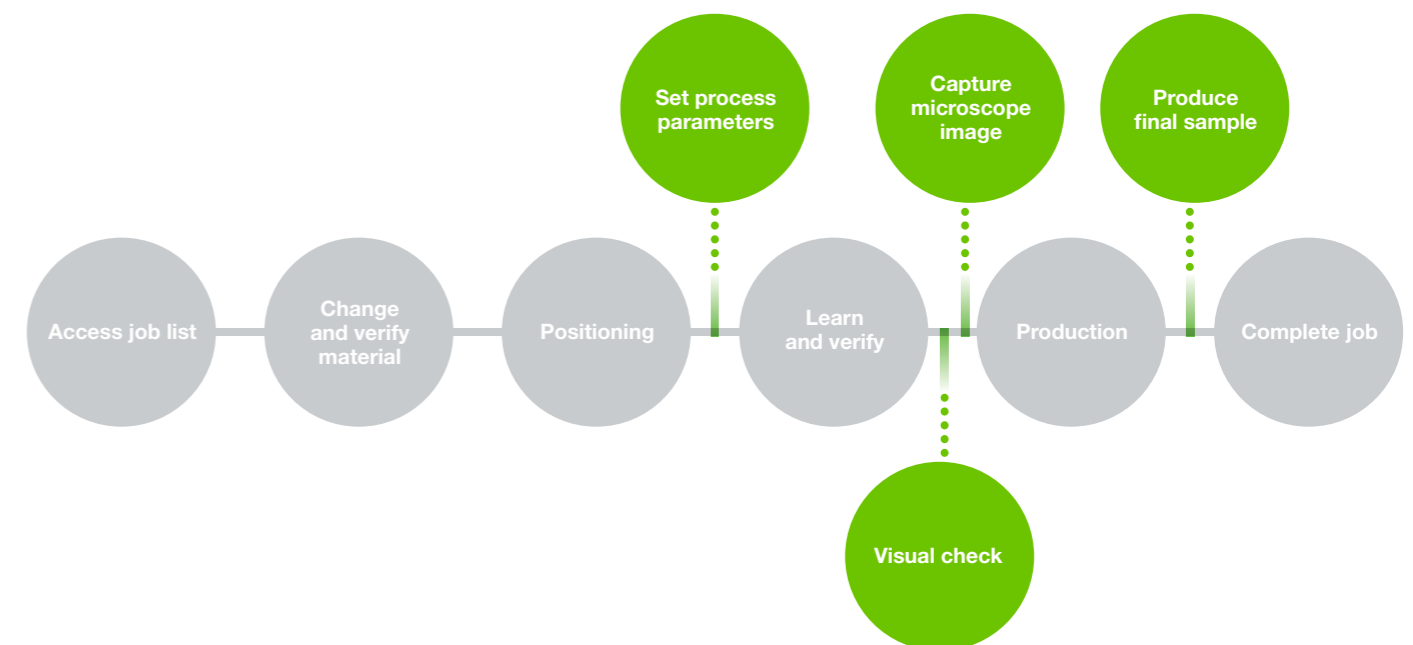 Set process
parameters
Capture
microscope
image
Produce
final sample
Access job list
Change
and verify
material
Positioning
Learn
and verify
Production
Complete job
Visual check